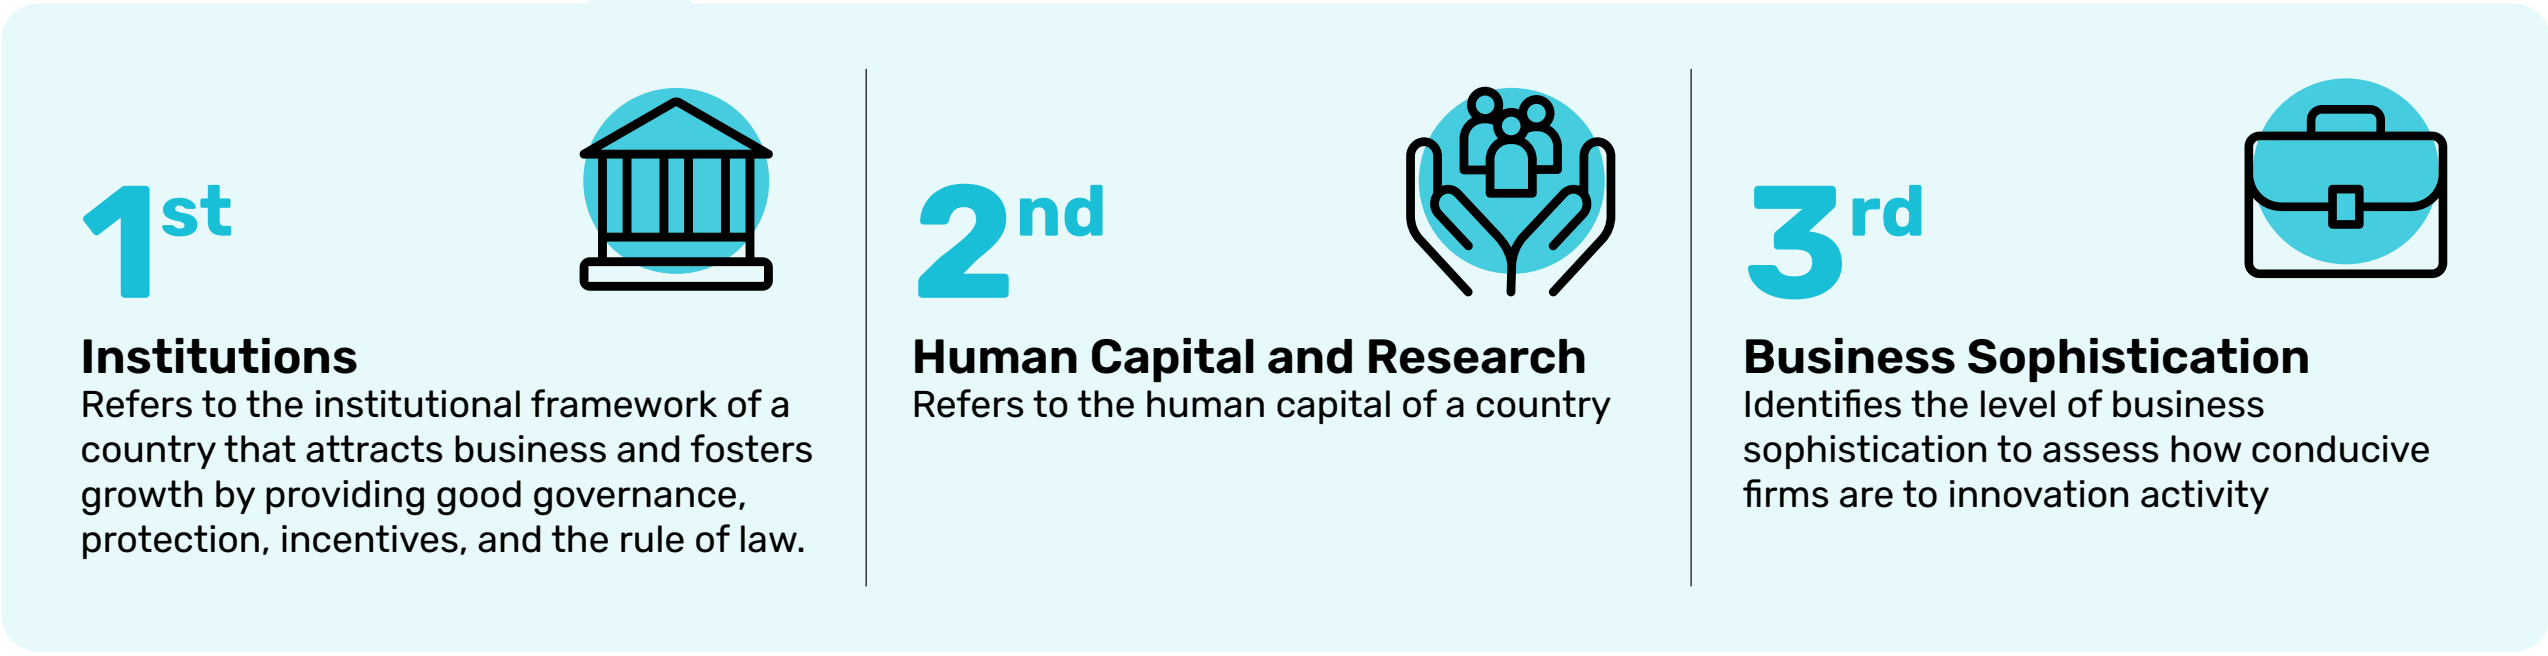 1st
Institutions
Refers to the institutional framework of a
country that attracts business and fosters
growth by providing good governance,
protection, incentives, and the rule of law.
2nd
Human Capital and Research
Refers to the human capital of a country
3rd
Business Sophistication
Identifies the level of business
sophistication to assess how conducive
firms are to innovation activity